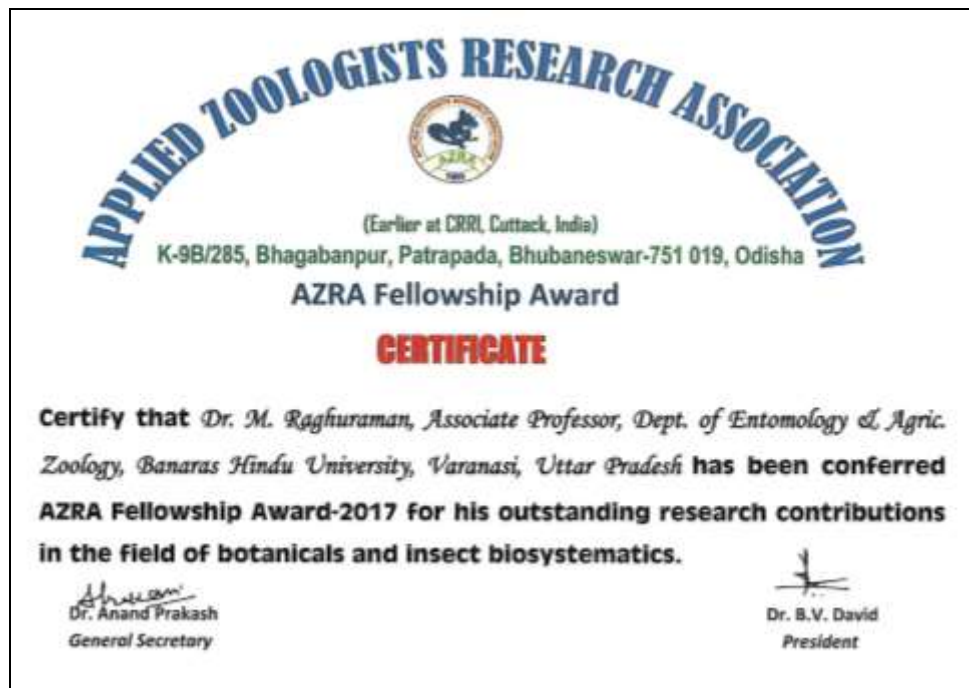 APPLIED ZOOLOGISTS RESEARCH ASSOCIATION
AZRA
(Earlier at CRRI, Cuttack, India)
K-9B/285, Bhagabanpur, Patrapada, Bhubaneswar-751 019, Odisha
AZRA Fellowship Award
CERTIFICATE
Certify that Dr. M. Raghuraman, Associate Professor, Dept. of Entomology & Agric.
Zoology, Banaras Hindu University, Varanasi, Uttar Pradesh has been conferred
AZRA Fellowship Award-2017 for his outstanding research contributions
in the field of botanicals and insect biosystematics.
Dr. Anand Prakash
General Secretary
Dr. B.V. David
President